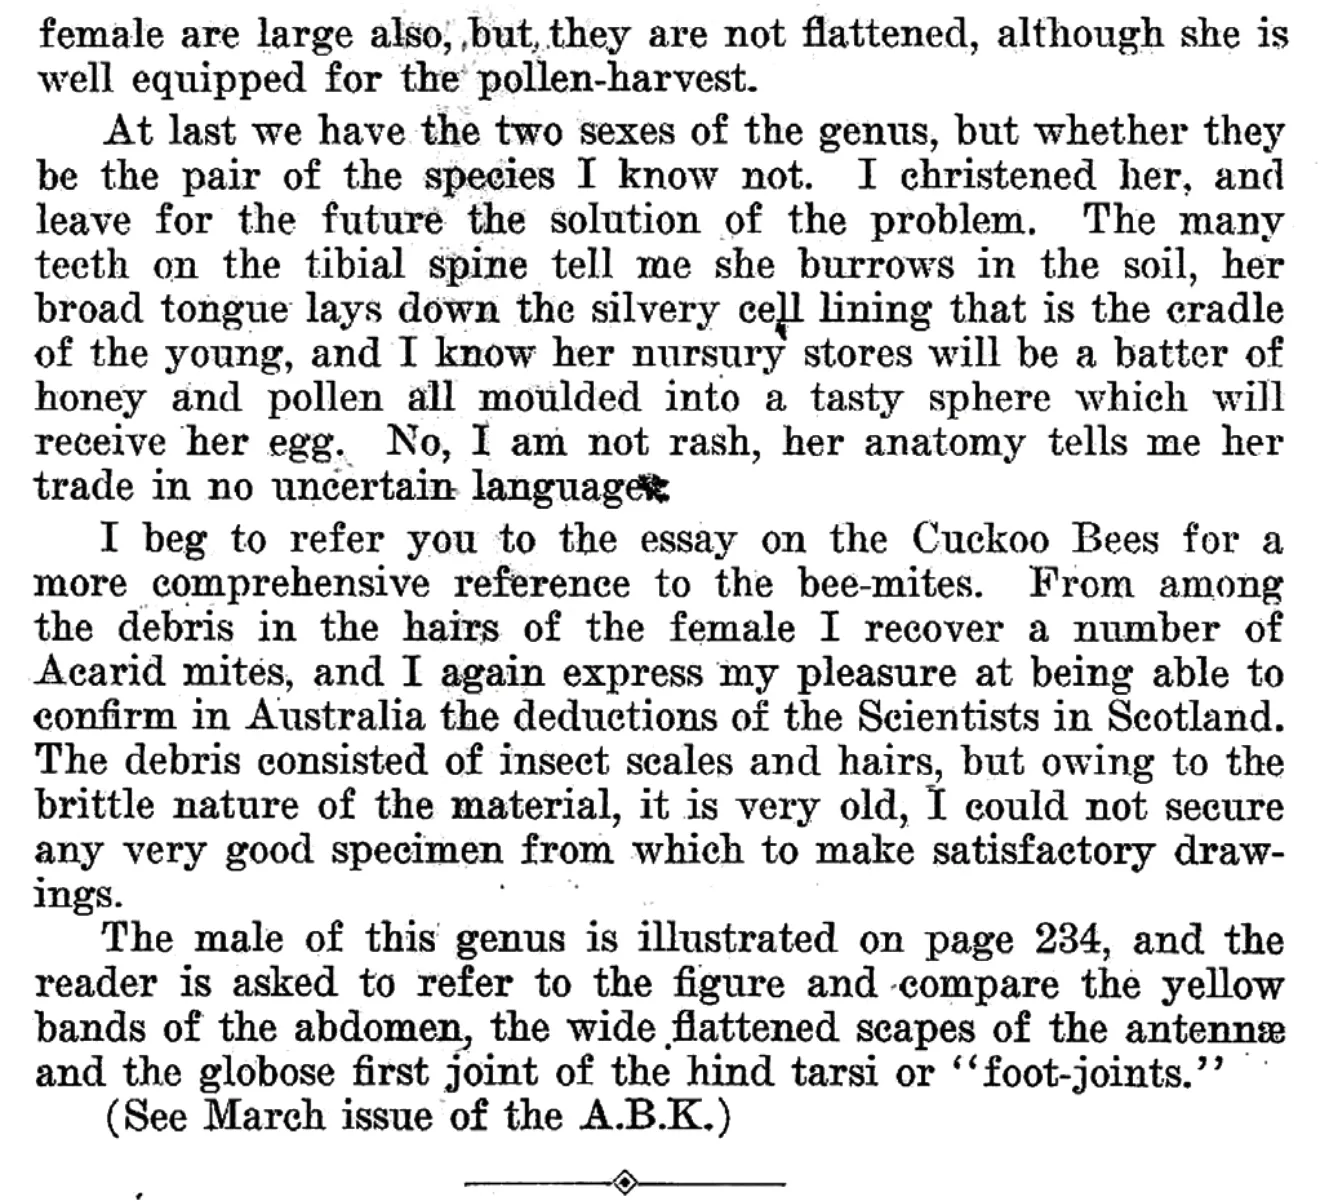 female are large also, but, they are not flattened, although she is
well equipped for the pollen-harvest.
At last we have the two sexes of the genus, but whether they
be the pair of the species I know not. I christened her, and
leave for the future the solution of the problem. The many
teeth on the tibial spine tell me she burrows in the soil, her
broad tongue lays down the silvery cell lining that is the cradle
of the young, and I know her nursury stores will be a batter of
honey and pollen all moulded into a tasty sphere which will
receive her egg. No, I am not rash, her anatomy tells me her
trade in no uncertain language.
I beg to refer you to the essay on the Cuckoo Bees for a
more comprehensive reference to the bee-mites. From among
the debris in the hairs of the female I recover a number of
Acarid mites, and I again express my pleasure at being able to
confirm in Australia the deductions of the Scientists in Scotland.
The debris consisted of insect scales and hairs, but owing to the
brittle nature of the material, it is very old, I could not secure
any very good specimen from which to make satisfactory draw-
ings.
The male of this genus is illustrated on page 234, and the
reader is asked to refer to the figure and compare the yellow
bands of the abdomen, the wide flattened scapes of the antennæ
and the globose first joint of the hind tarsi or “foot-joints.”
(See March issue of the A.B.K.)